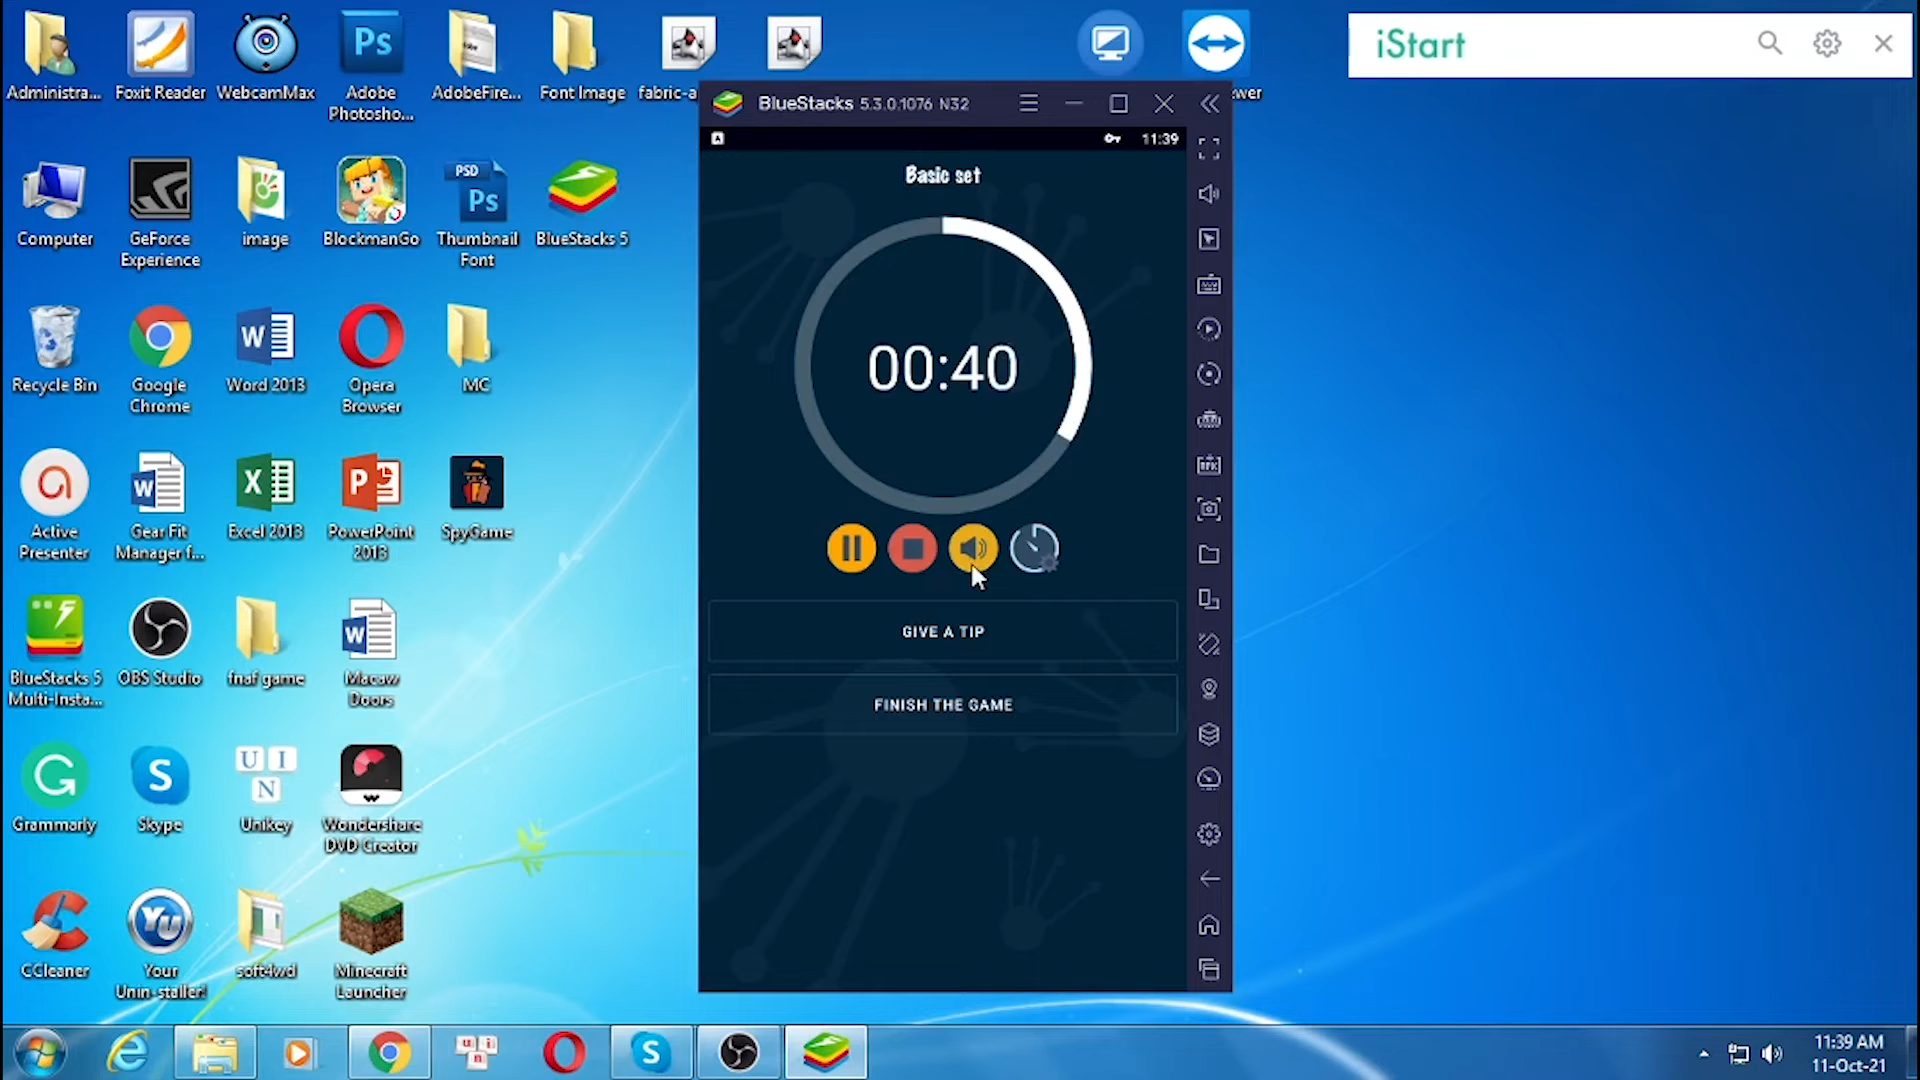 Administra...
Foxit Reader
WebcamMax
Adobe
Photosho...
AdobeFire...
Font Image
fabric-a
ewer
iStart
BlueStacks 5.3.0.1076 N32
11:39
Basic set
00:40
GIVE A TIP
FINISH THE GAME
Computer
GeForce
Experience
image
BlockmanGo
Thumbnail
Font
BlueStacks 5
Recycle Bin
Google
Chrome
Word 2013
Opera
Browser
MC
Active
Presenter
Gear Fit
Manager f...
Excel 2013
PowerPoint
2013
SpyGame
BlueStacks 5
Multi-Insta...
OBS Studio
fnaf game
Macaw
Doors
Grammarly
Skype
Unikey
Wondershare
DVD Creator
CCleaner
Your
Unin-staller!
soft4wd
Minecraft
Launcher
11:39 AM
11-Oct-21